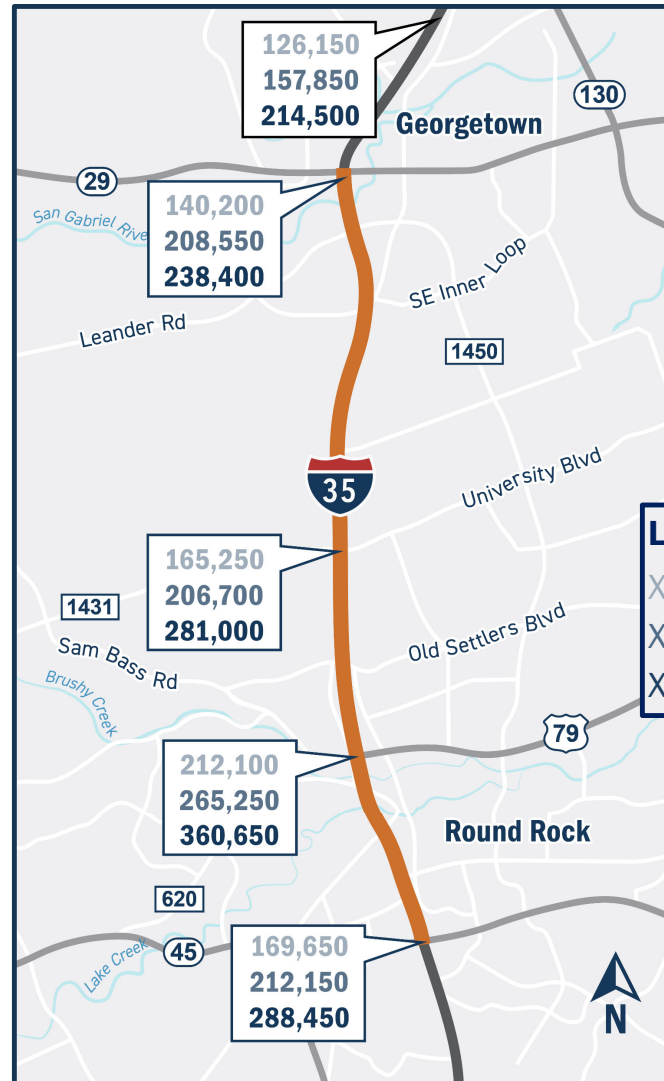 126,150
157,850
214,500
130
Georgetown
29
140,200
208,550
238,400
San Gabriel River
SE Inner Loop
Leander Rd
1450
35
University Blvd
165,250
206,700
281,000
L
X
X
X
1431
Old Settlers Blvd
Sam Bass Rd
Brushy Creek
79
212,100
265,250
360,650
Round Rock
620
45
Lake Creek
169,650
212,150
288,450
N